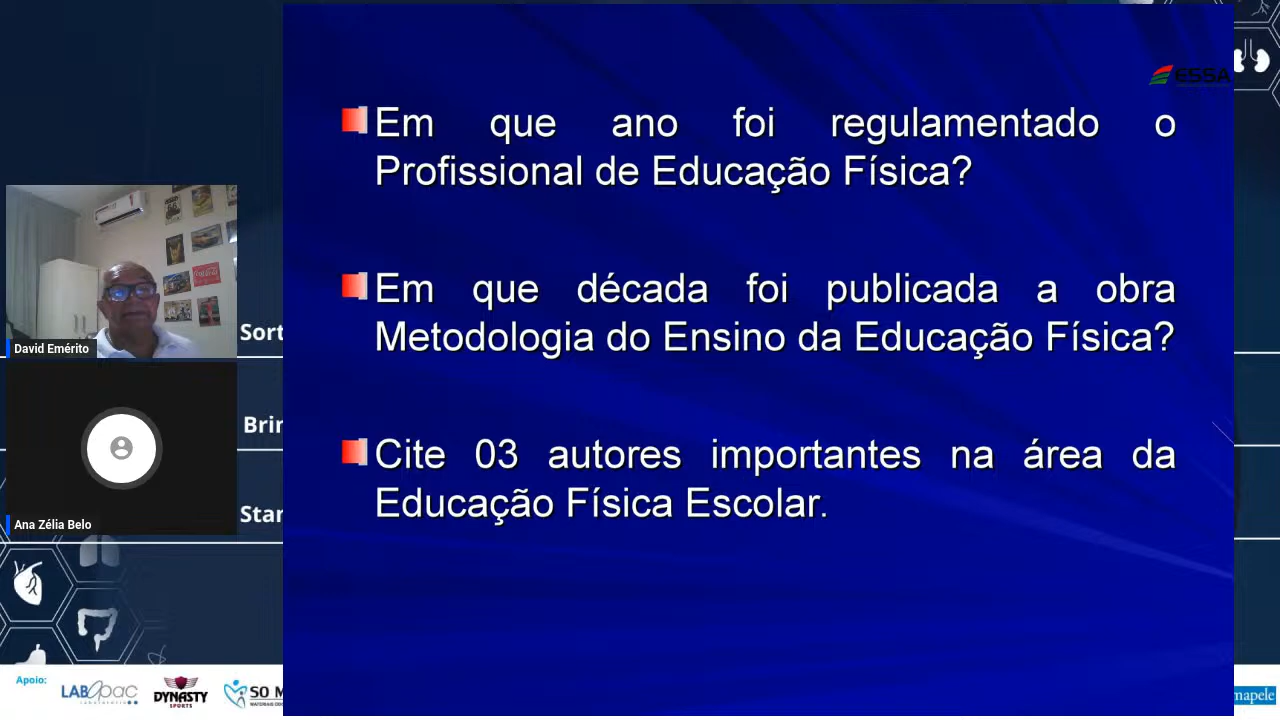 ESSA
Em que ano foi regulamentado o
Profissional de Educação Física?
Em que década foi publicada a obra
Metodologia do Ensino da Educação Física?
Cite 03 autores importantes na área da
Educação Física Escolar.
David Emérito
Sort
Brin
Ana Zélia Belo
Star
Apoio:
LAB pac
DYNASTY
SPORTS
SO M
mapele